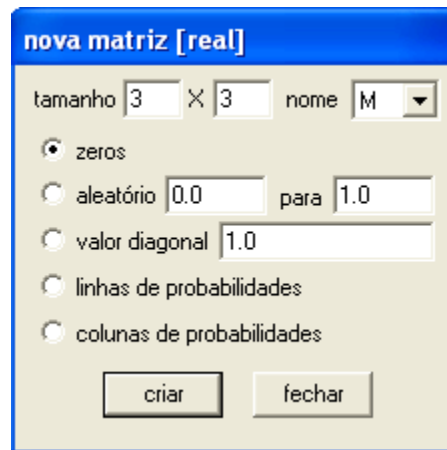 nova matriz [real]
tamanho 3 X 3 nome M
zeros
aleatório 0.0 para 1.0
valor diagonal 1.0
linhas de probabilidades
colunas de probabilidades
criar fechar